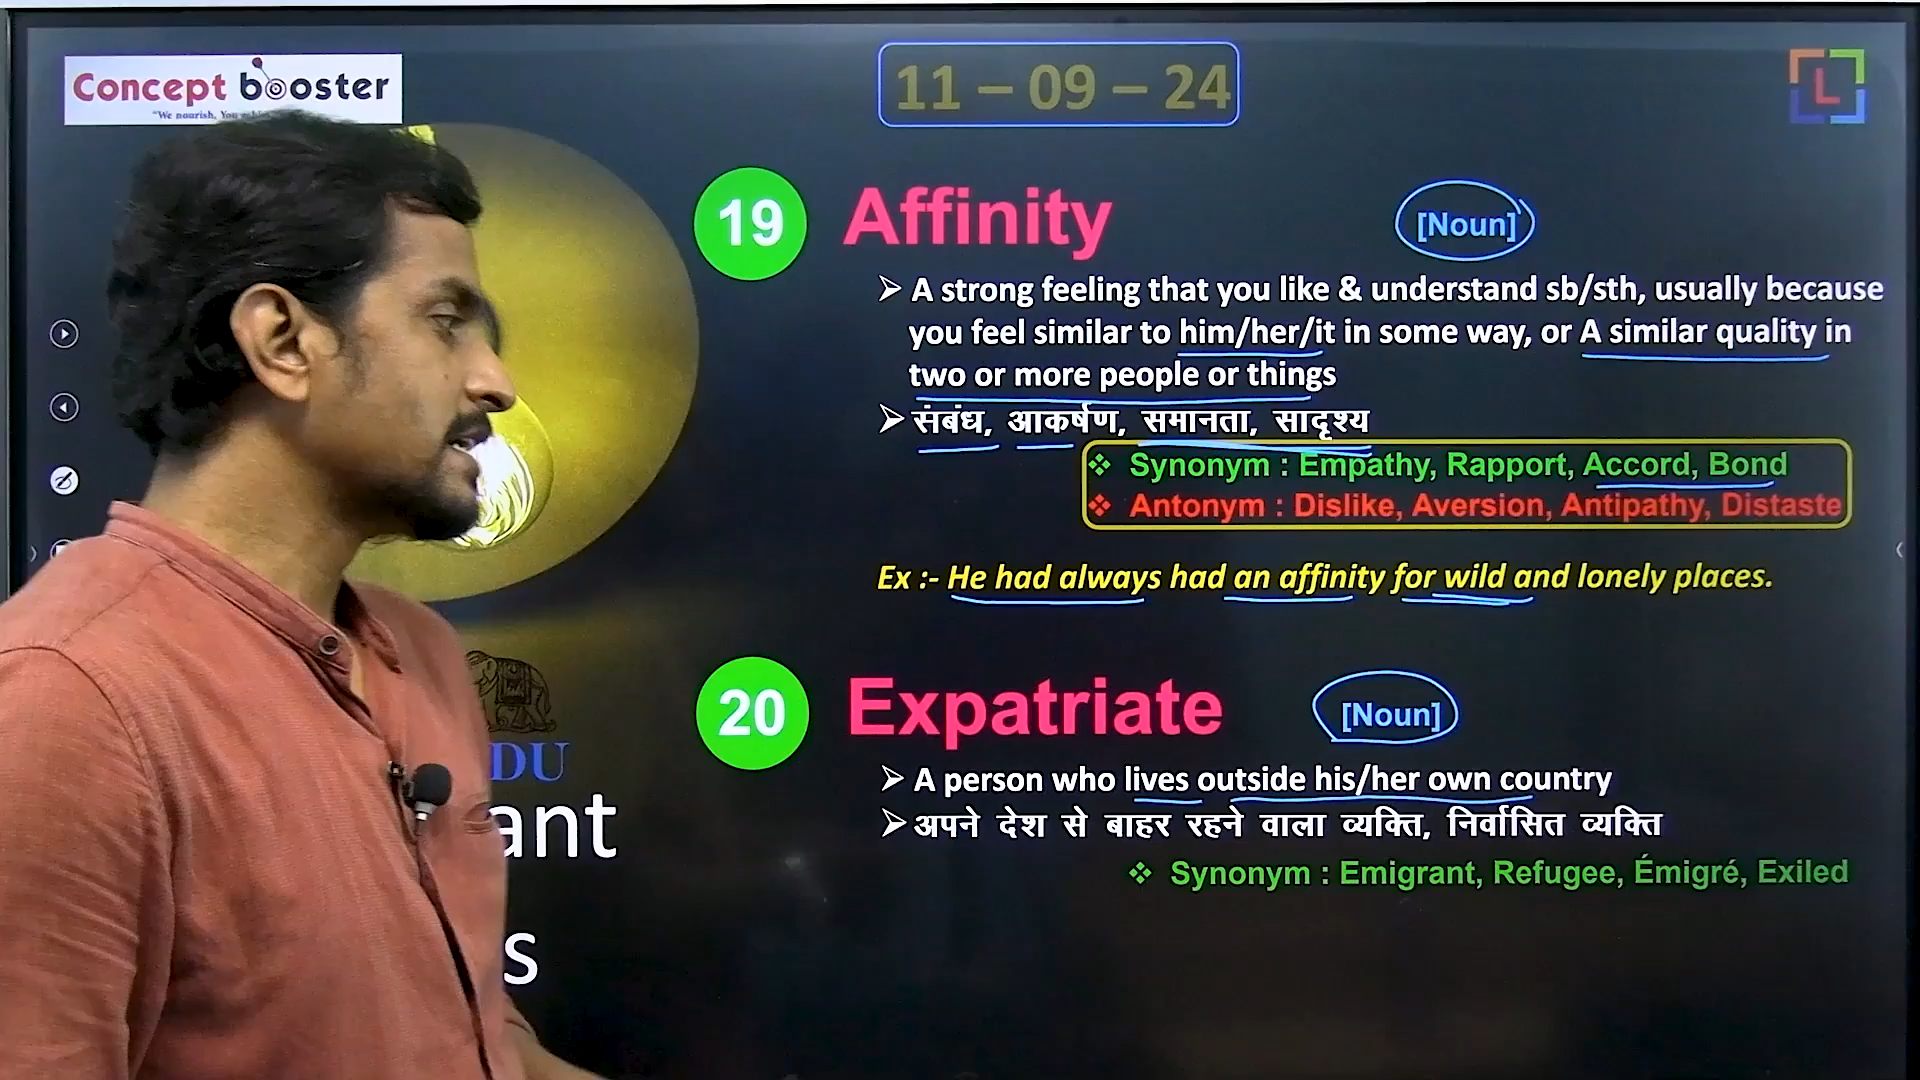 Concept booster
"We nourish, You
11 – 09 – 24
L
19 Affinity [Noun]
➢ A strong feeling that you like & understand sb/sth, usually because
you feel similar to him/her/it in some way, or A similar quality in
two or more people or things
➢ संबंध, आकर्षण, समानता, सादृश्य
❖ Synonym : Empathy, Rapport, Accord, Bond
❖ Antonym : Dislike, Aversion, Antipathy, Distaste
Ex :- He had always had an affinity for wild and lonely places.
20 Expatriate [Noun]
➢ A person who lives outside his/her own country
➢ अपने देश से बाहर रहने वाला व्यक्ति, निर्वासित व्यक्ति
❖ Synonym : Emigrant, Refugee, Émigré, Exiled
DU
ant
s